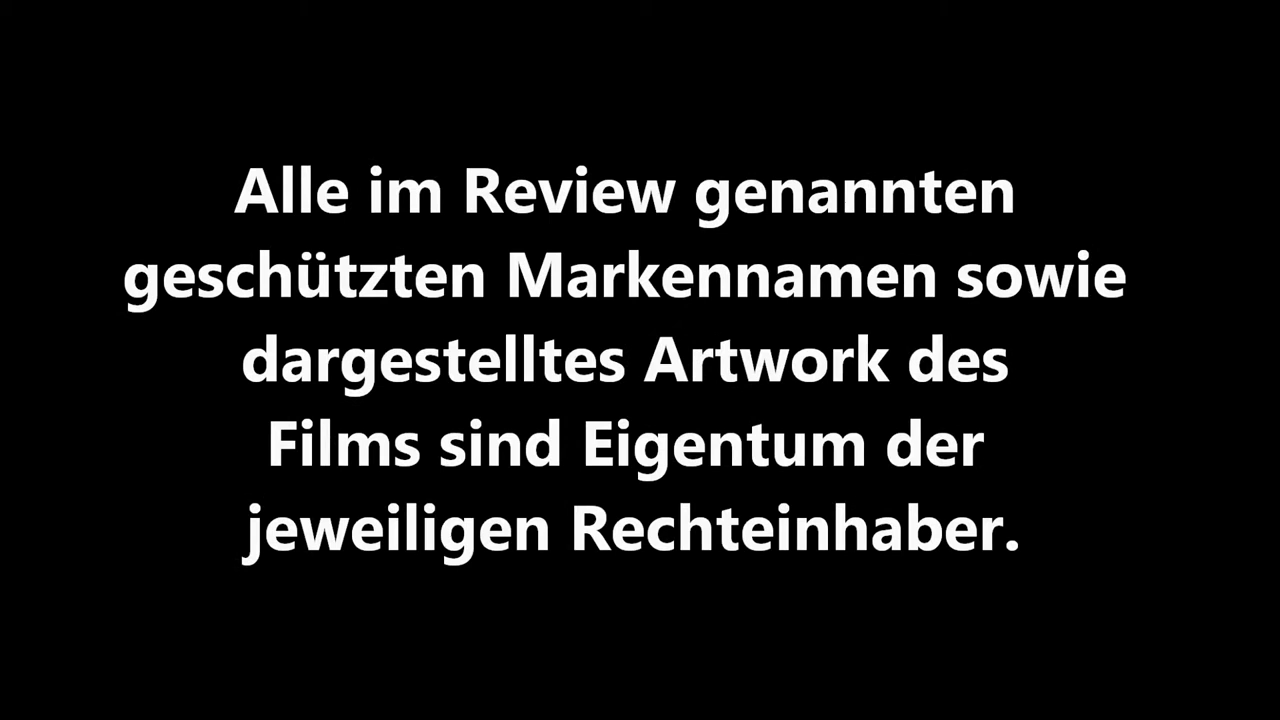 Alle im Review genannten
geschützten Markennamen sowie
dargestelltes Artwork des
Films sind Eigentum der
jeweiligen Rechteinhaber.